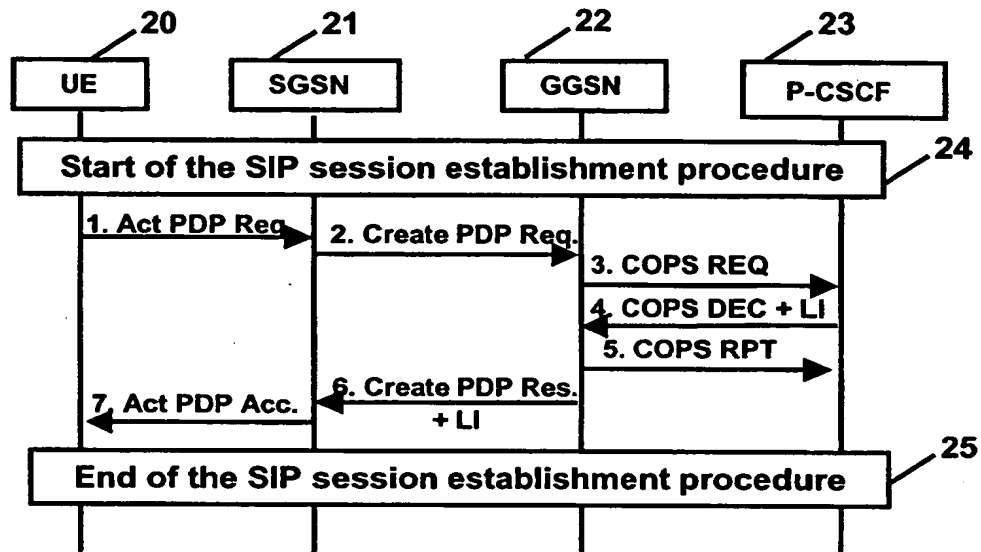 20 21 22 23
UE SGSN GGSN P-CSCF
Start of the SIP session establishment procedure 24
1. Act PDP Req.
2. Create PDP Req.
3. COPS REQ
4. COPS DEC + LI
5. COPS RPT
6. Create PDP Res.
+ LI
7. Act PDP Acc.
End of the SIP session establishment procedure 25